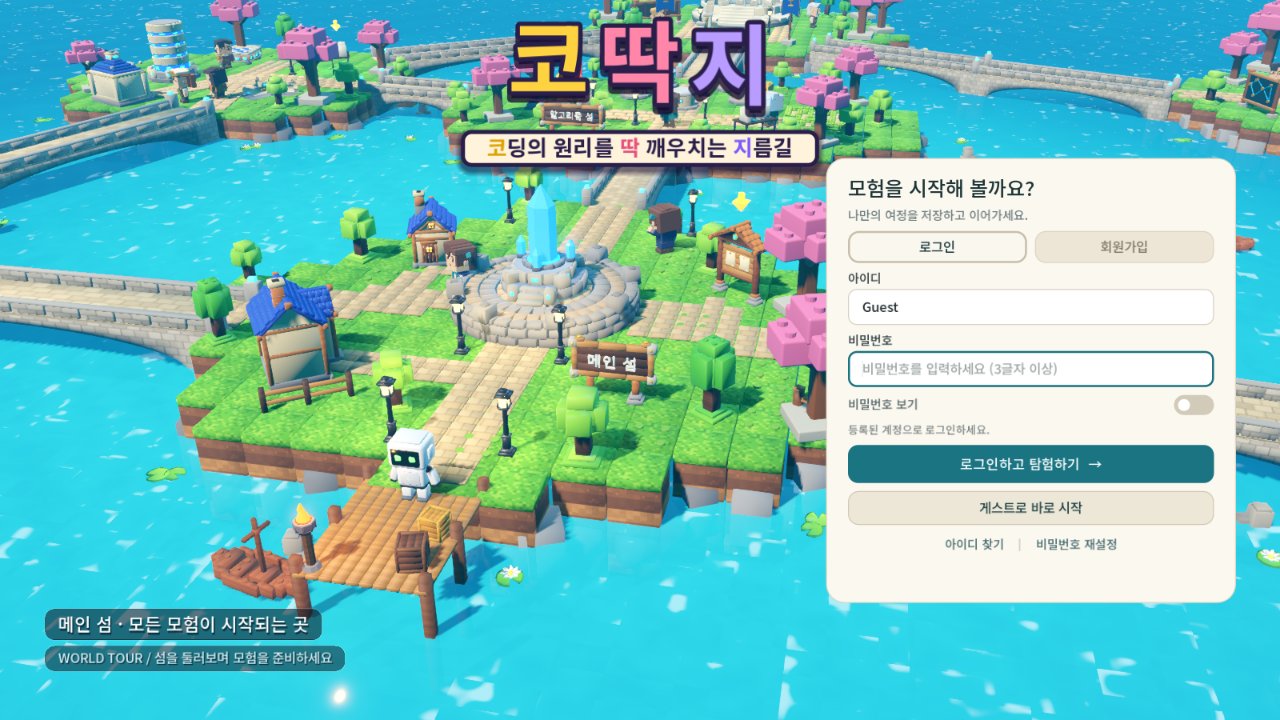 코딱지
알고리즘 섬
코딩의 원리를 딱 깨우치는 지름길
모험을 시작해 볼까요?
나만의 여정을 저장하고 이어가세요.
로그인 회원가입
아이디
Guest
비밀번호
비밀번호를 입력하세요 (3글자 이상)
비밀번호 보기
등록된 계정으로 로그인하세요.
로그인하고 탐험하기 →
게스트로 바로 시작
아이디 찾기 | 비밀번호 재설정
메인 섬
메인 섬 · 모든 모험이 시작되는 곳
WORLD TOUR / 섬을 둘러보며 모험을 준비하세요